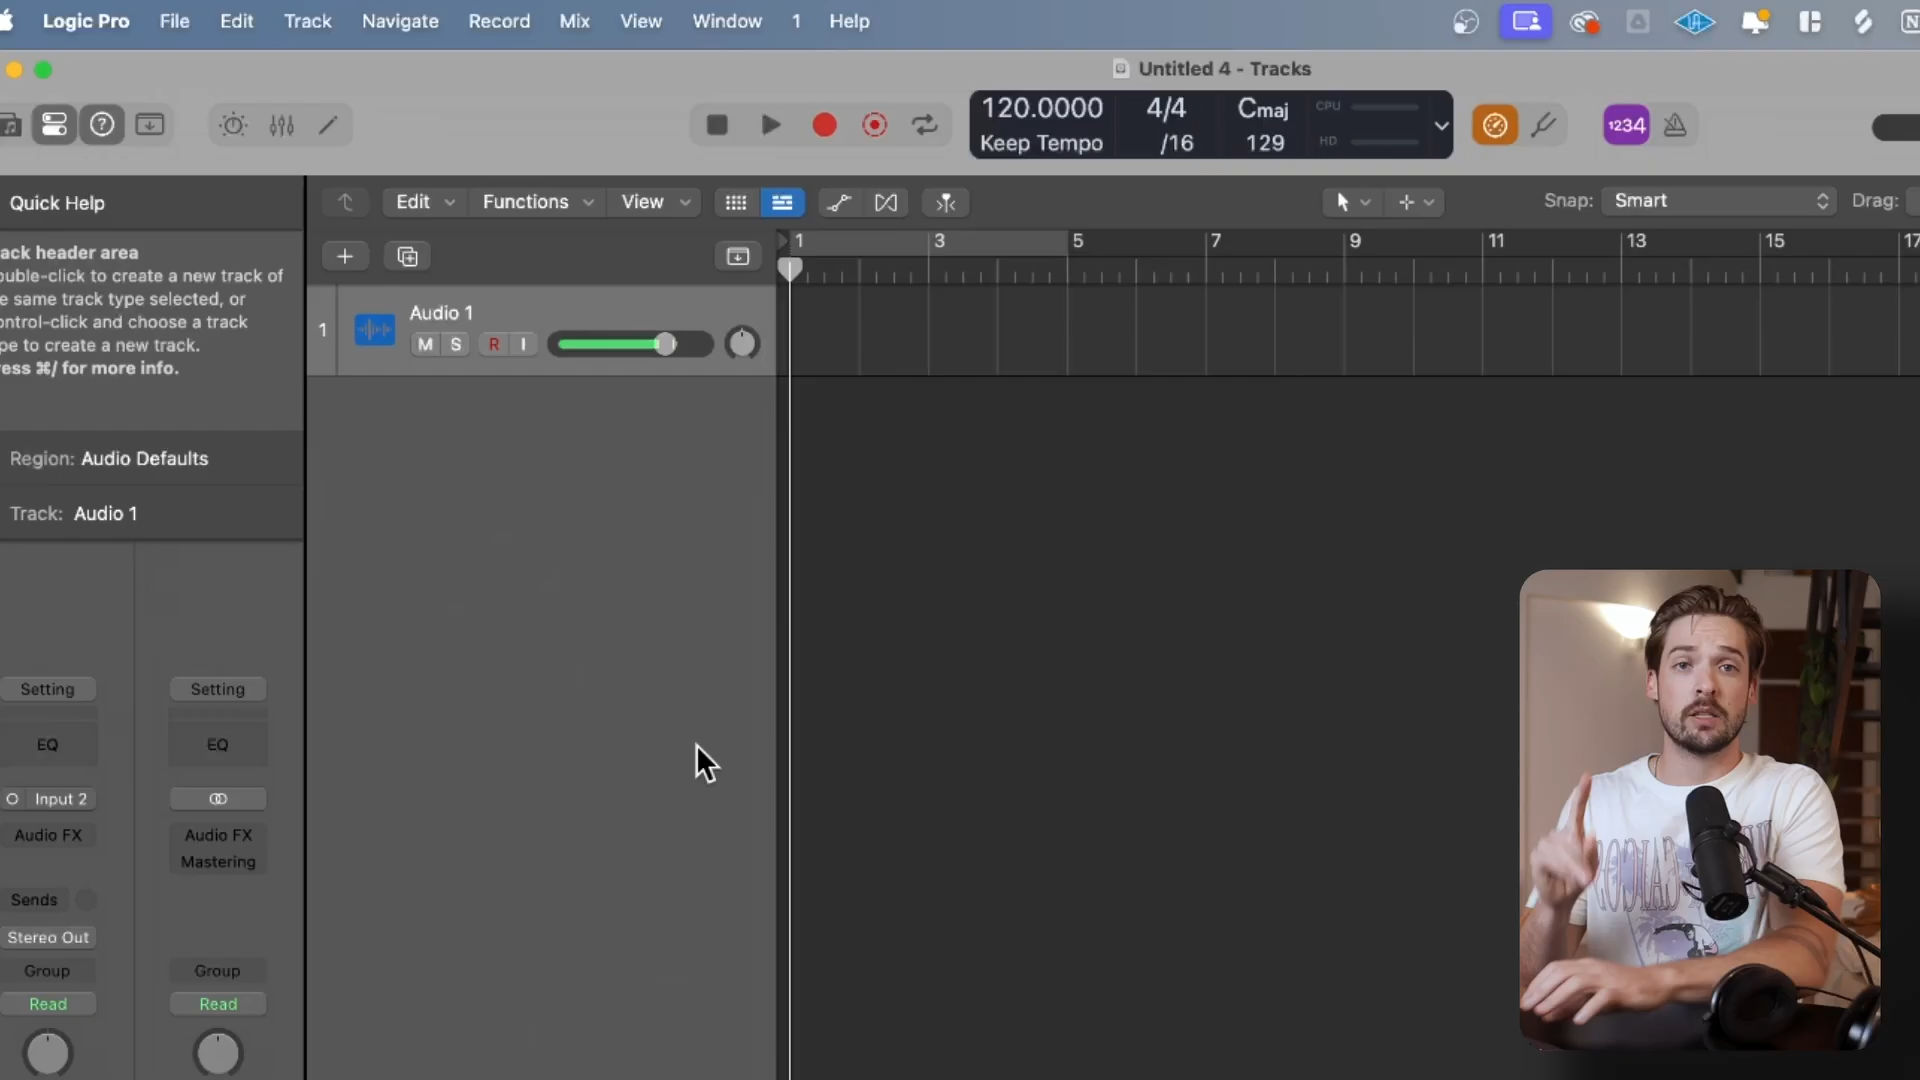 Logic Pro File Edit Track Navigate Record Mix View Window 1 Help
Untitled 4 - Tracks
120.0000 4/4 Cmaj CPU
Keep Tempo /16 129 HD
1234
Quick Help
Edit Functions View
Snap: Smart Drag:
ack header area
ouble-click to create a new track of
e same track type selected, or
ontrol-click and choose a track
pe to create a new track.
ess ⌘/ for more info.
1 3 5 7 9 11 13 15 17
1 Audio 1
M S R I
Region: Audio Defaults
Track: Audio 1
Setting Setting
EQ EQ
Input 2
Audio FX Audio FX
Mastering
Sends
Stereo Out
Group Group
Read Read